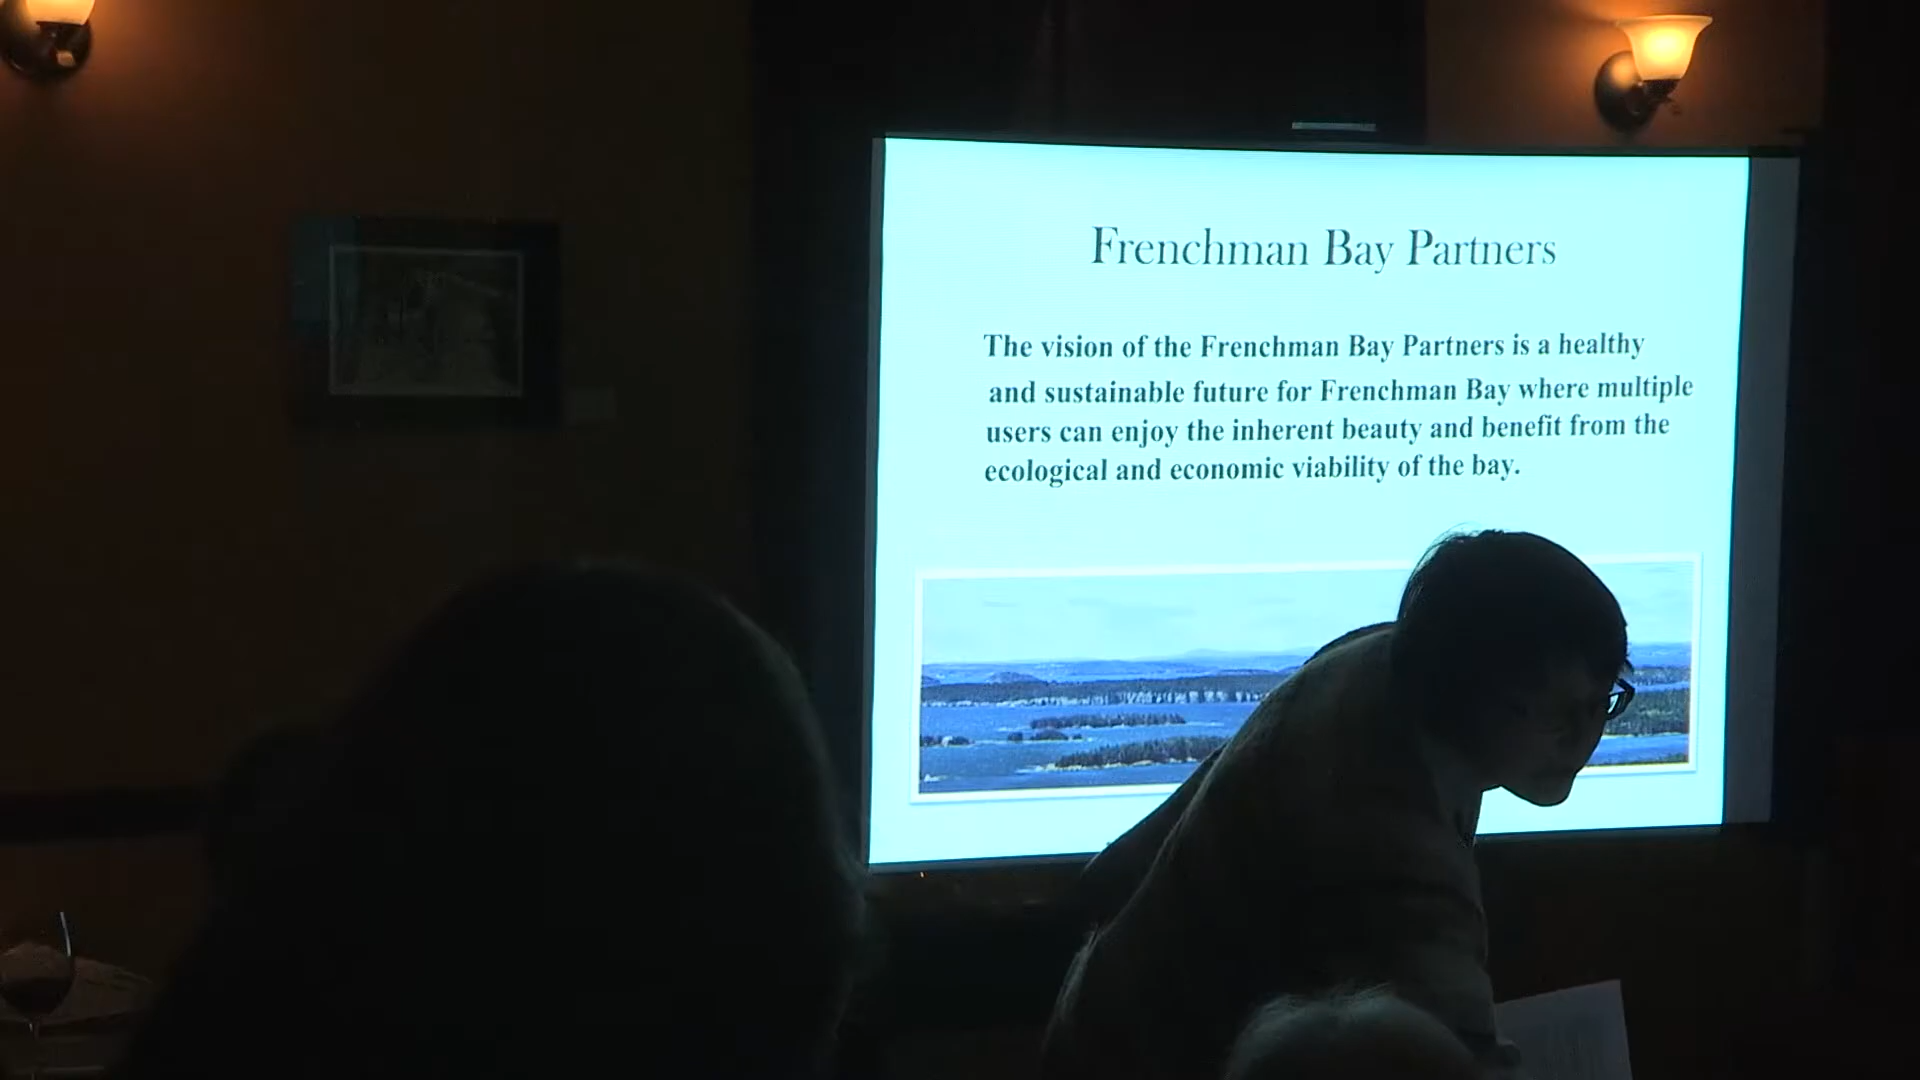 Frenchman Bay Partners
The vision of the Frenchman Bay Partners is a healthy
and sustainable future for Frenchman Bay where multiple
users can enjoy the inherent beauty and benefit from the
ecological and economic viability of the bay.